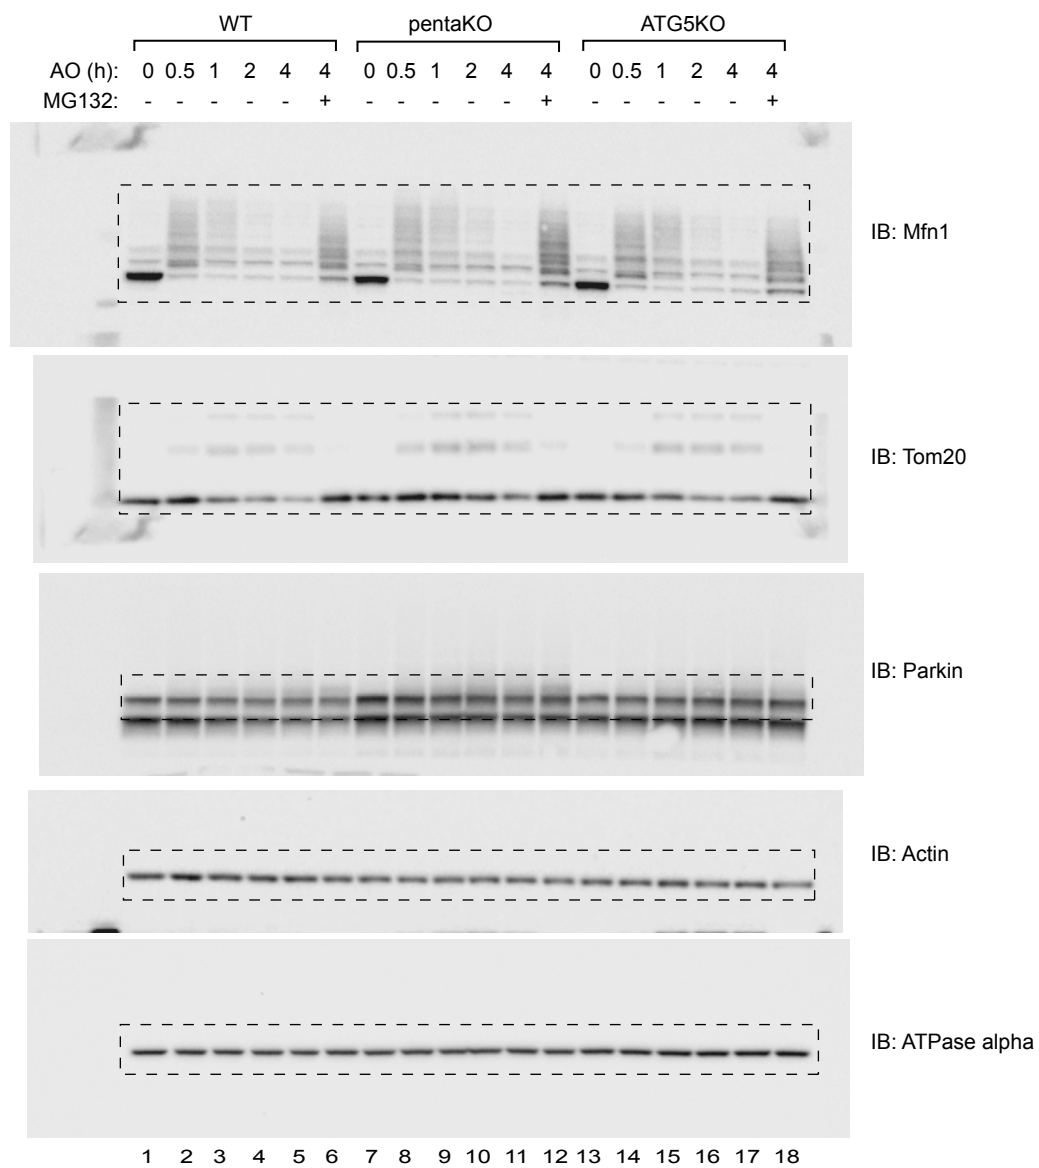 WT pentaKO ATG5KO
AO (h): 0 0.5 1 2 4 4 0 0.5 1 2 4 4 0 0.5 1 2 4 4
MG132: - - - - - + - - - - - + - - - - - +
IB: Mfn1
IB: Tom20
IB: Parkin
IB: Actin
IB: ATPase alpha
1 2 3 4 5 6 7 8 9 10 11 12 13 14 15 16 17 18